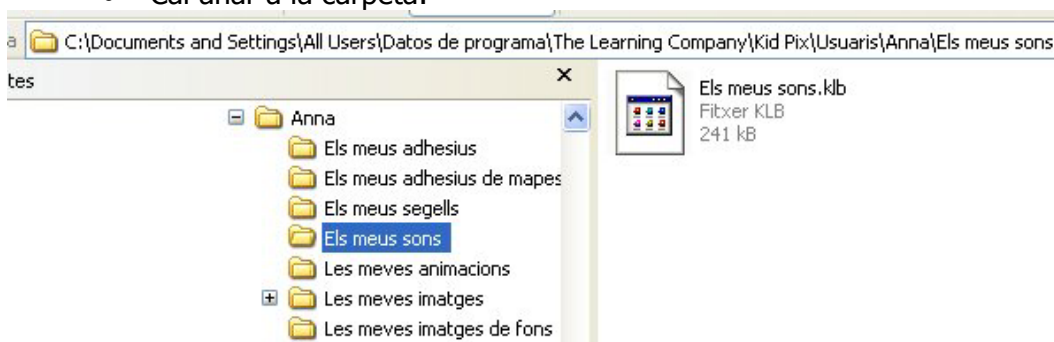 • Cal anar a la carpeta:
a C:\Documents and Settings\All Users\Datos de programa\The Learning Company\Kid Pix\Usuaris\Anna\Els meus sons
tes
Anna
Els meus adhesius
Els meus adhesius de mapes
Els meus segells
Els meus sons
Les meves animacions
Les meves imatges
Les meves imatges de fons
Els meus sons.klb
Fitxer KLB
241 kB